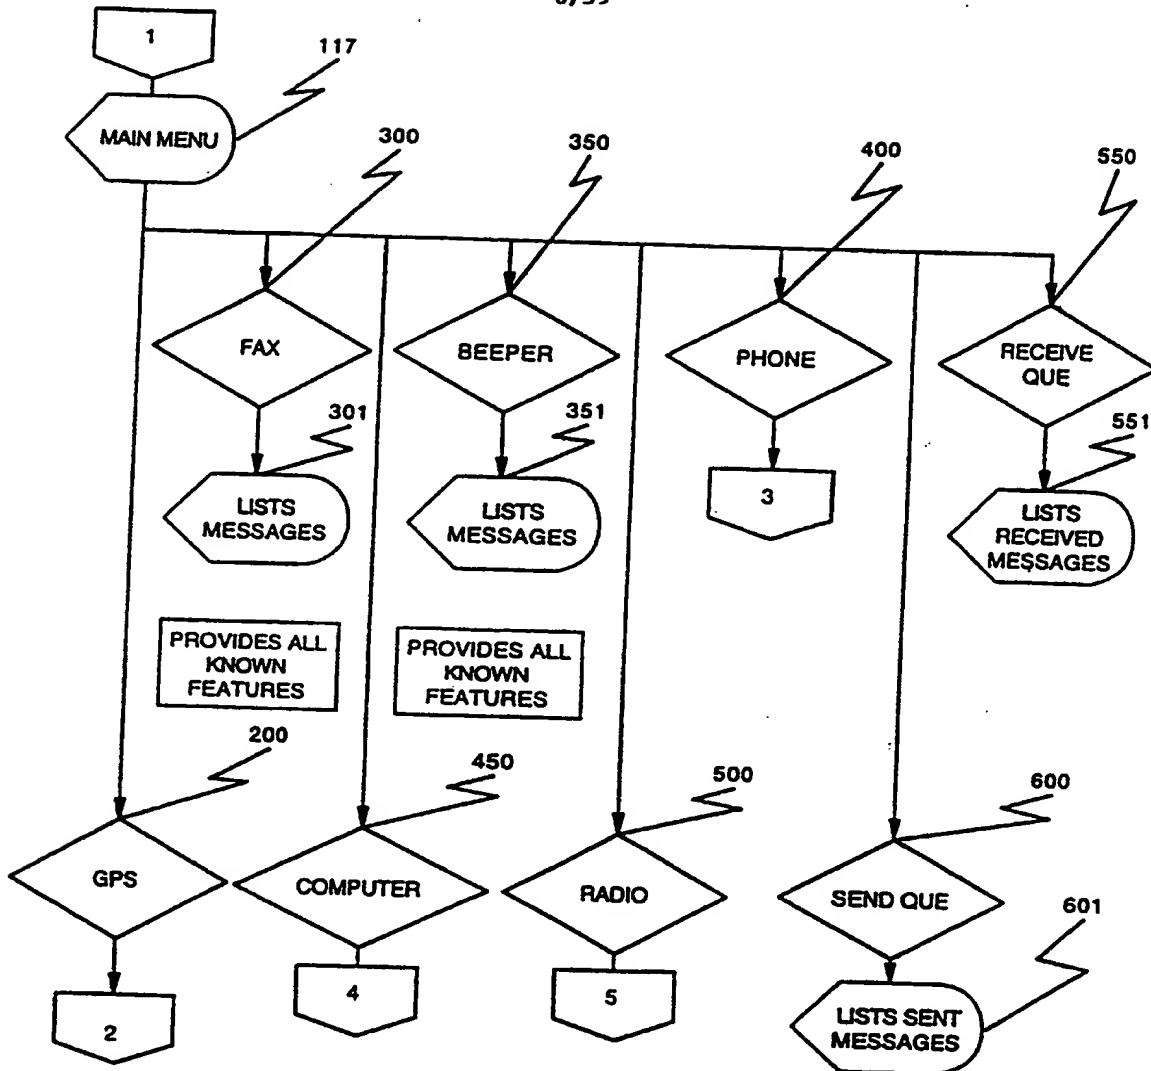 1
117
MAIN MENU
300
350
400
550
FAX
BEEPER
PHONE
RECEIVE
QUE
301
351
551
LISTS
MESSAGES
LISTS
MESSAGES
3
LISTS
RECEIVED
MESSAGES
PROVIDES ALL
KNOWN
FEATURES
PROVIDES ALL
KNOWN
FEATURES
200
450
500
600
GPS
COMPUTER
RADIO
SEND QUE
601
2
4
5
LISTS SENT
MESSAGES